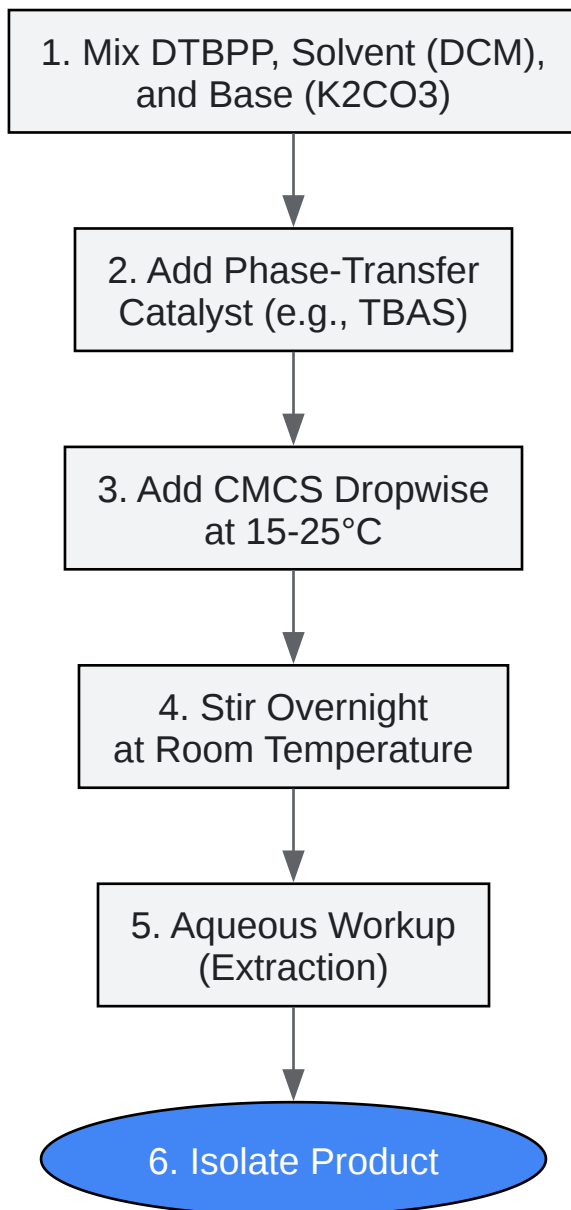 1. Mix DTBPP, Solvent (DCM),
and Base (K2CO3)
2. Add Phase-Transfer
Catalyst (e.g., TBAS)
3. Add CMCS Dropwise
at 15-25°C
4. Stir Overnight
at Room Temperature
5. Aqueous Workup
(Extraction)
6. Isolate Product